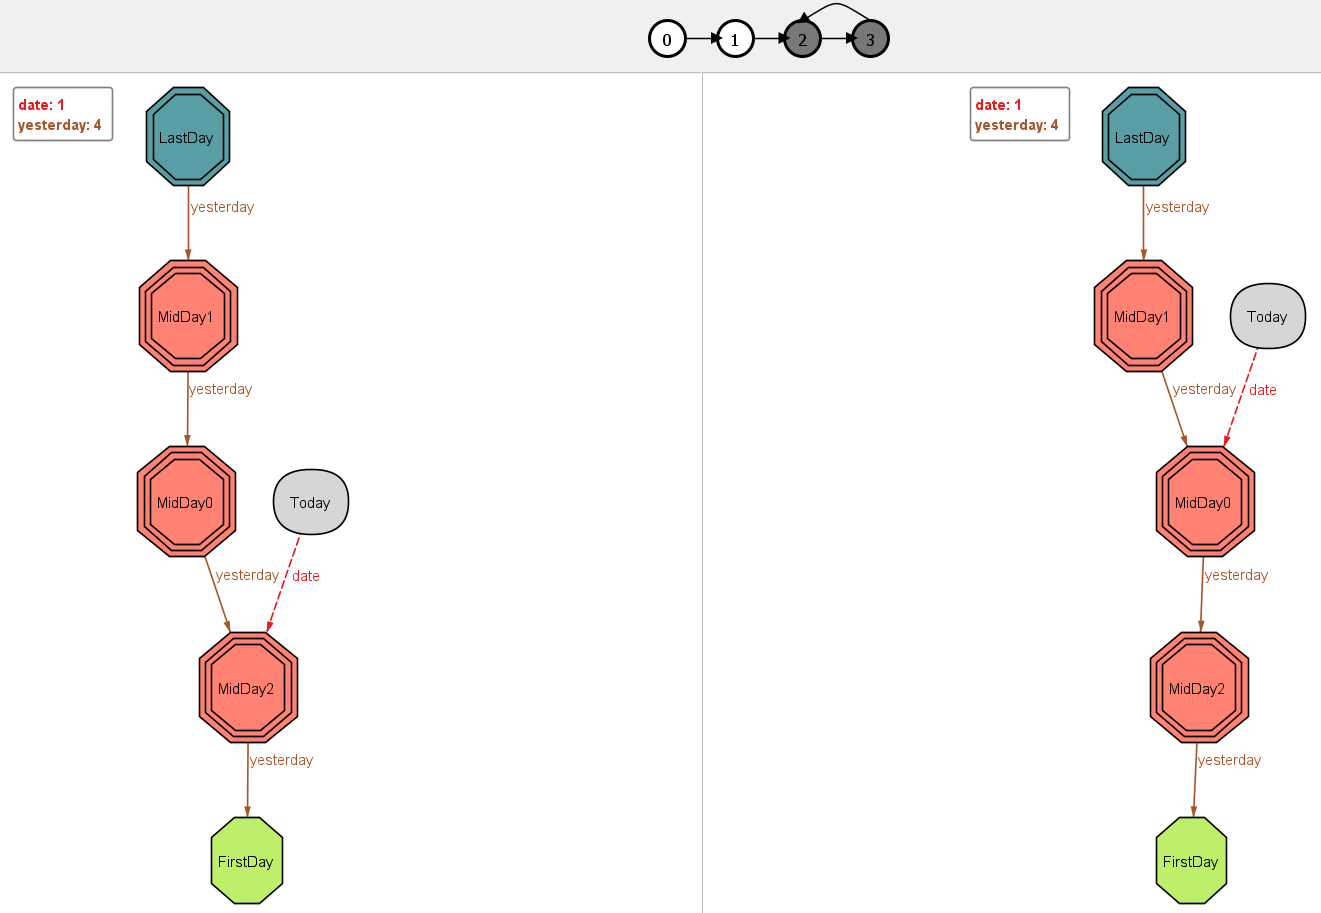 0 1 2 3
date: 1
yesterday: 4
LastDay
yesterday
MidDay1
yesterday
MidDay0
Today
yesterday
date
MidDay2
yesterday
FirstDay
date: 1
yesterday: 4
LastDay
yesterday
MidDay1
Today
yesterday
date
MidDay0
yesterday
MidDay2
yesterday
FirstDay